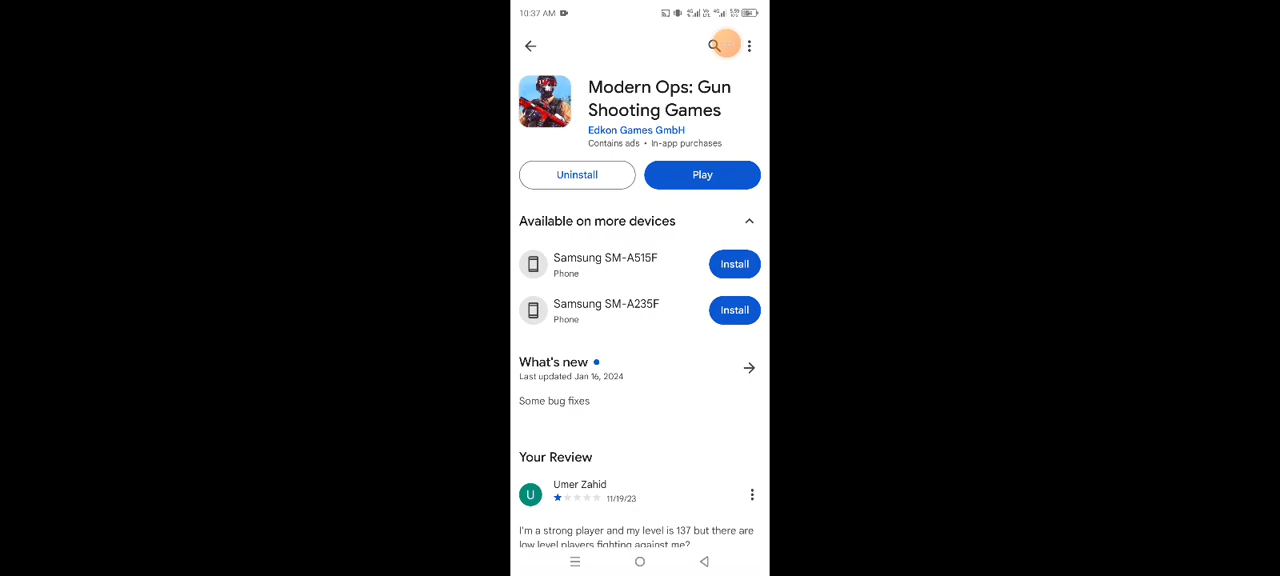 10:37 AM
Modern Ops: Gun
Shooting Games
Edkon Games GmbH
Contains ads • In-app purchases
Uninstall
Play
Available on more devices
Samsung SM-A515F
Phone
Install
Samsung SM-A235F
Phone
Install
What's new
Last updated Jan 16, 2024
Some bug fixes
Your Review
U
Umer Zahid
11/19/23
I'm a strong player and my level is 137 but there are
low level players fighting against me?